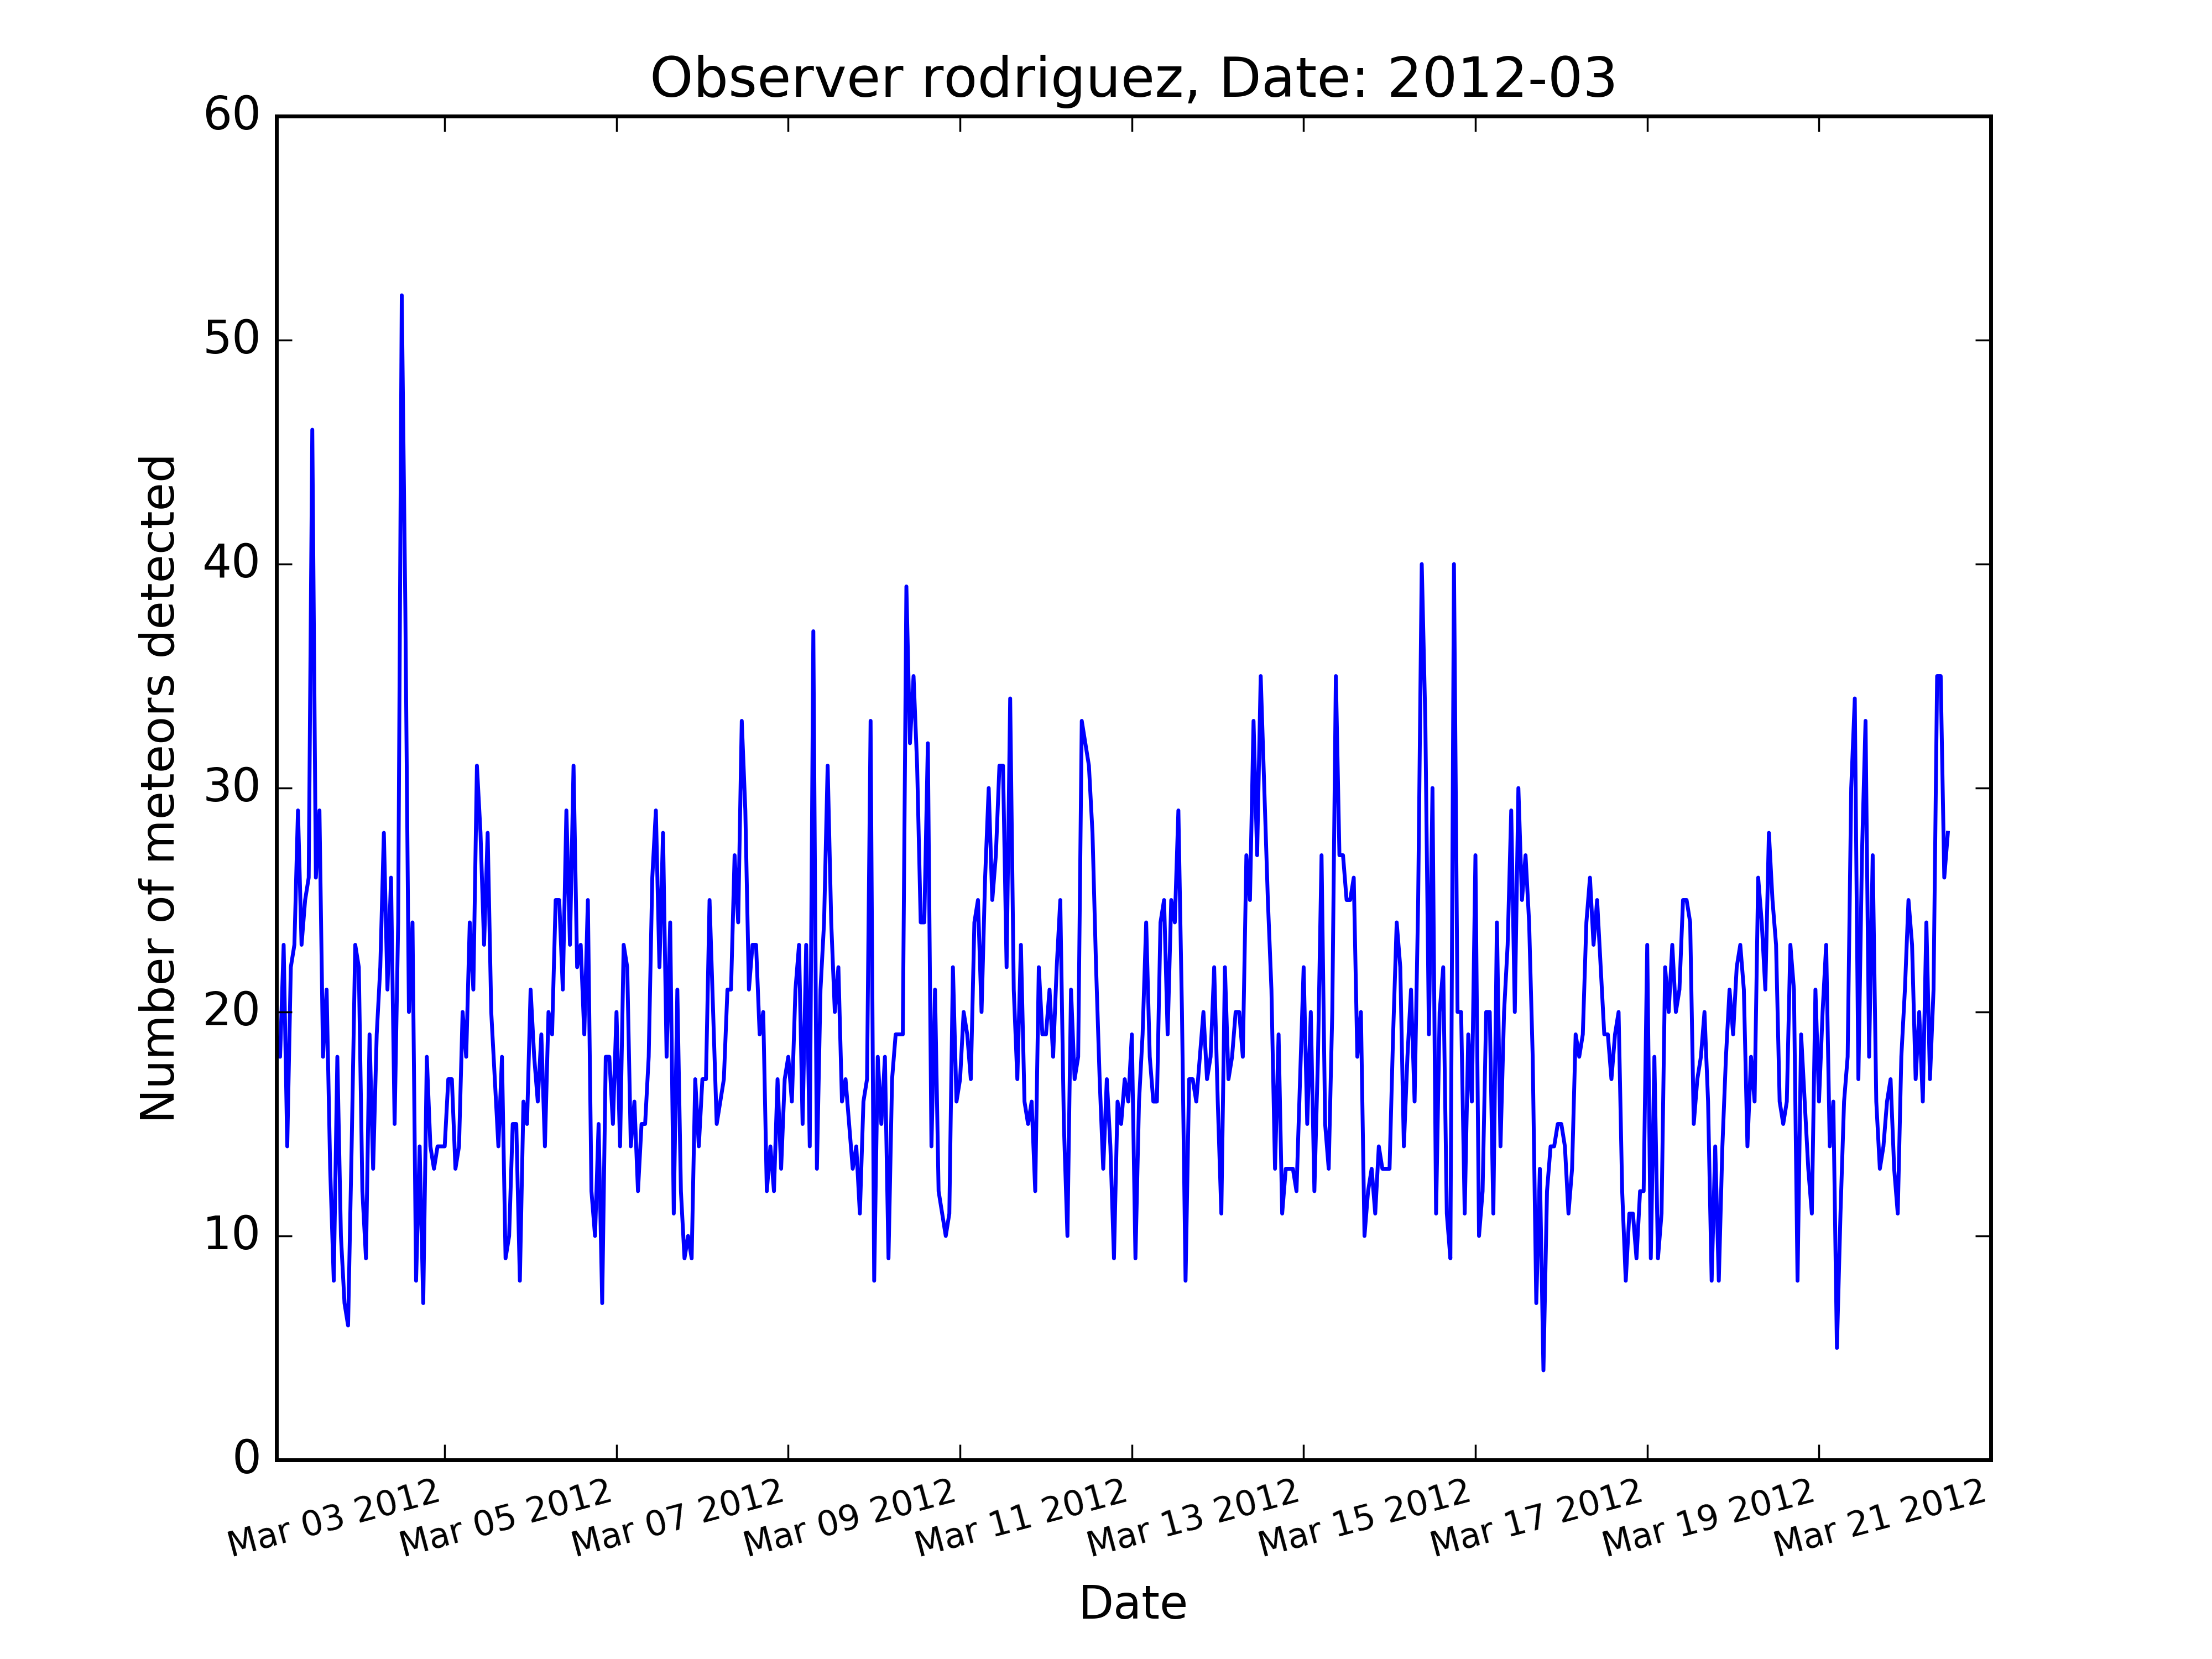 Observer rodriguez, Date: 2012-03
60
50
40
30
20
10
0
Number of meteors detected
Mar 03 2012
Mar 05 2012
Mar 07 2012
Mar 09 2012
Mar 11 2012
Mar 13 2012
Mar 15 2012
Mar 17 2012
Mar 19 2012
Mar 21 2012
Date